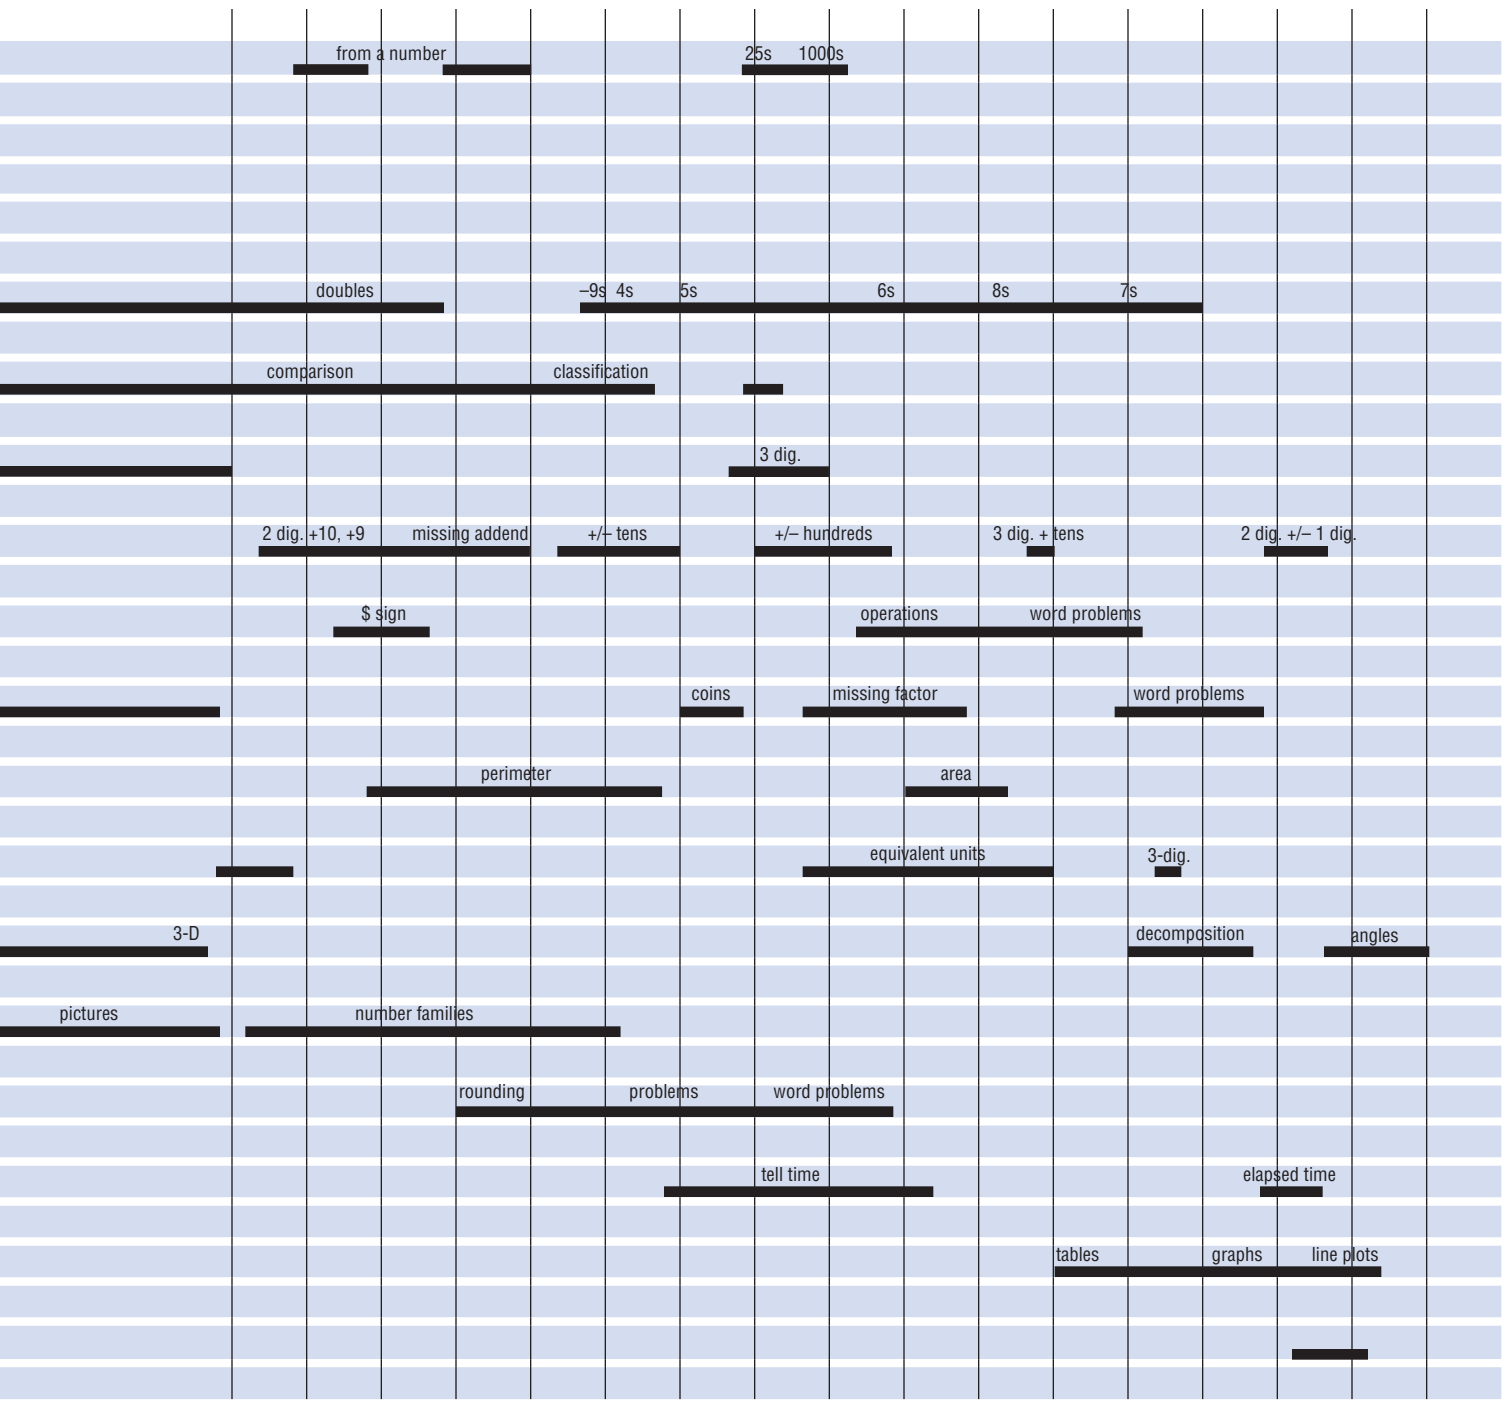 from a number 25s 1000s
doubles –9s 4s 5s 6s 8s 7s
comparison classification
3 dig.
2 dig. +10, +9 missing addend +/– tens +/– hundreds 3 dig. + tens 2 dig. +/– 1 dig.
$ sign operations word problems
coins missing factor word problems
perimeter area
equivalent units 3-dig.
3-D decomposition angles
pictures number families
rounding problems word problems
tell time elapsed time
tables graphs line plots